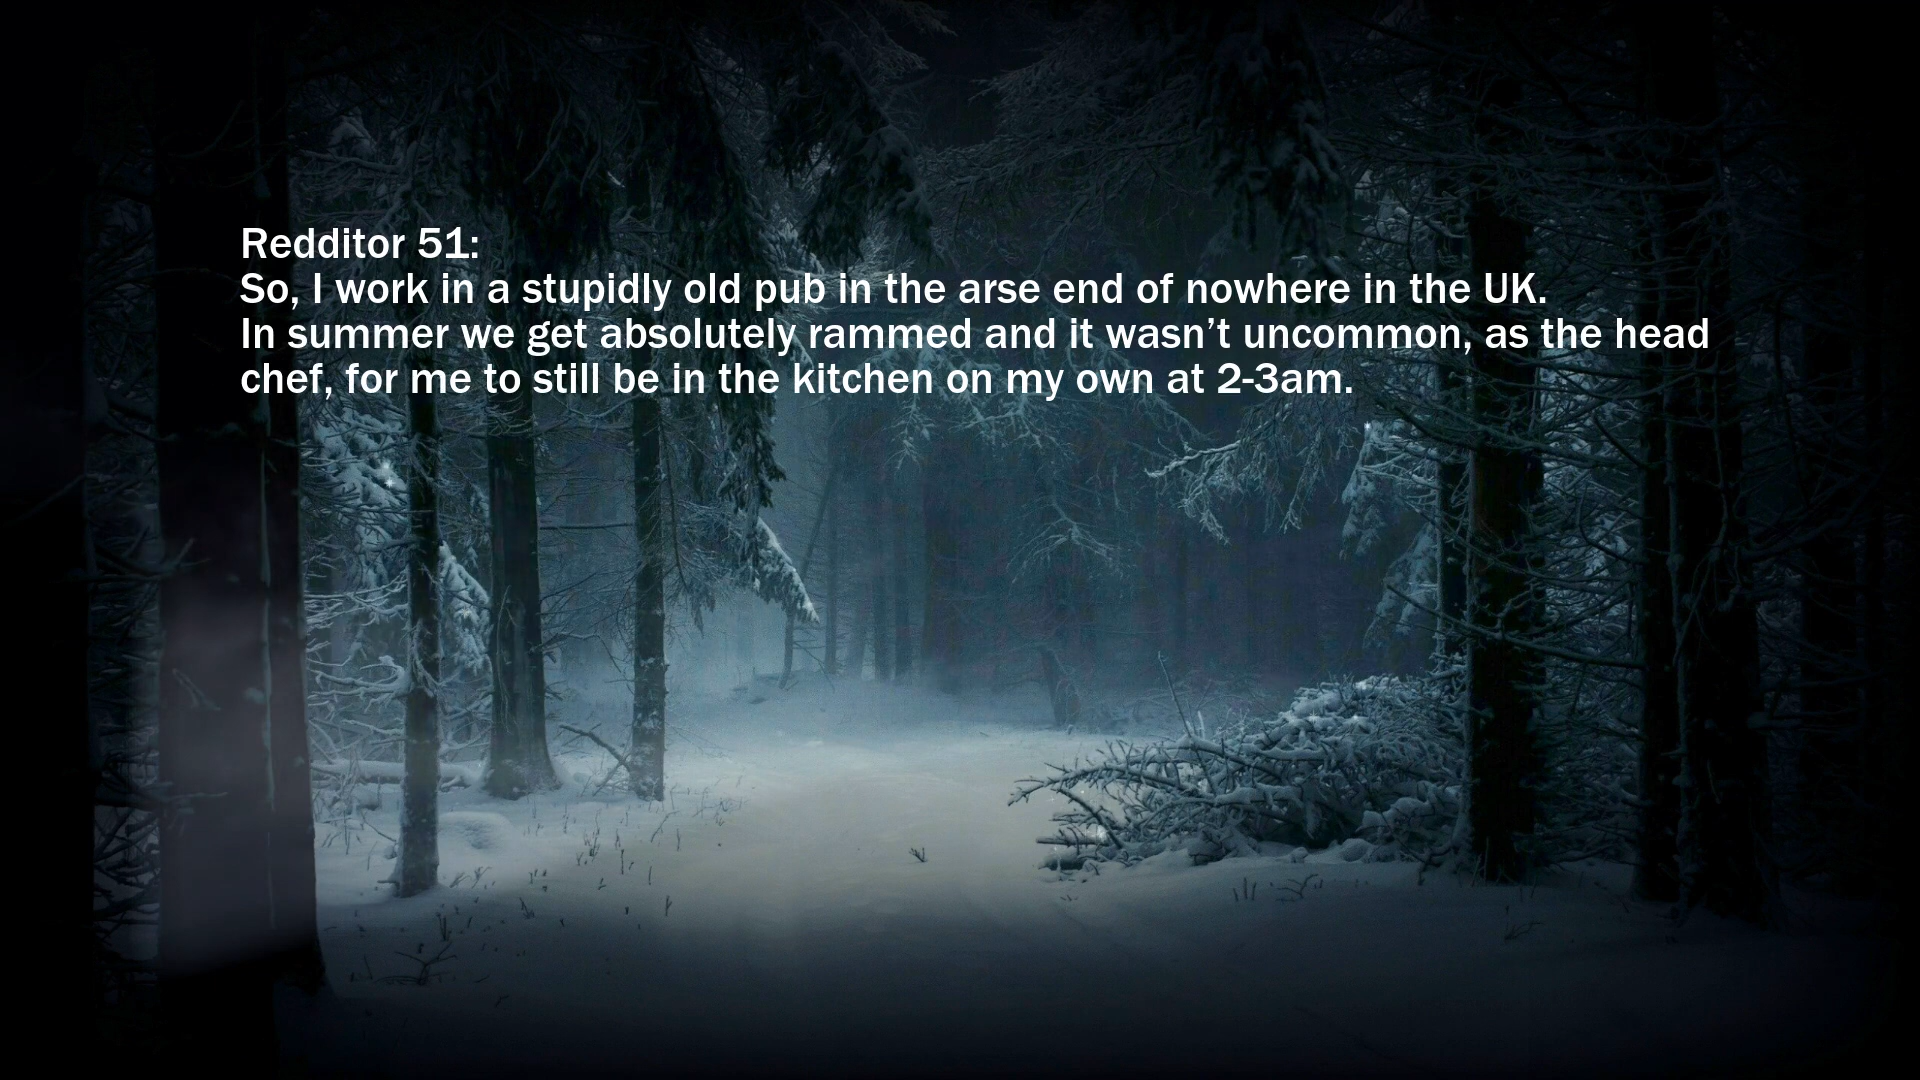 Redditor 51:
So, I work in a stupidly old pub in the arse end of nowhere in the UK.
In summer we get absolutely rammed and it wasn’t uncommon, as the head
chef, for me to still be in the kitchen on my own at 2-3am.